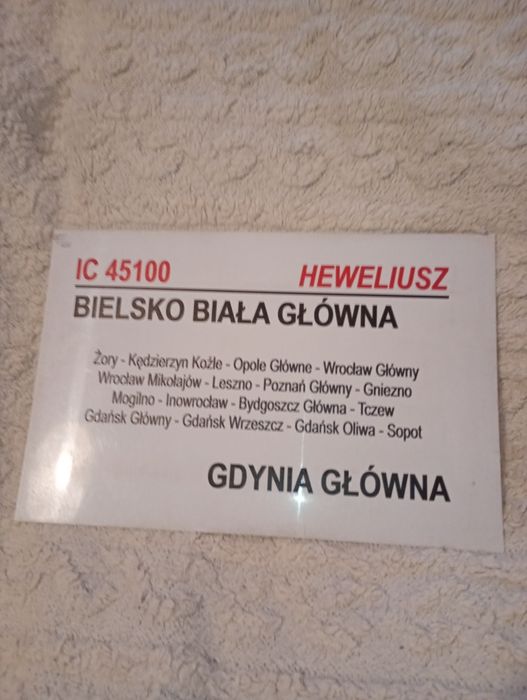 IC 45100 HEWELIUSZ
BIELSKO BIAŁA GŁÓWNA
Żory - Kędzierzyn Koźle - Opole Główne - Wrocław Główny
Wrocław Mikołajów - Leszno - Poznań Główny - Gniezno
Mogilno - Inowrocław - Bydgoszcz Główna - Tczew
Gdańsk Główny - Gdańsk Wrzeszcz - Gdańsk Oliwa - Sopot
GDYNIA GŁÓWNA